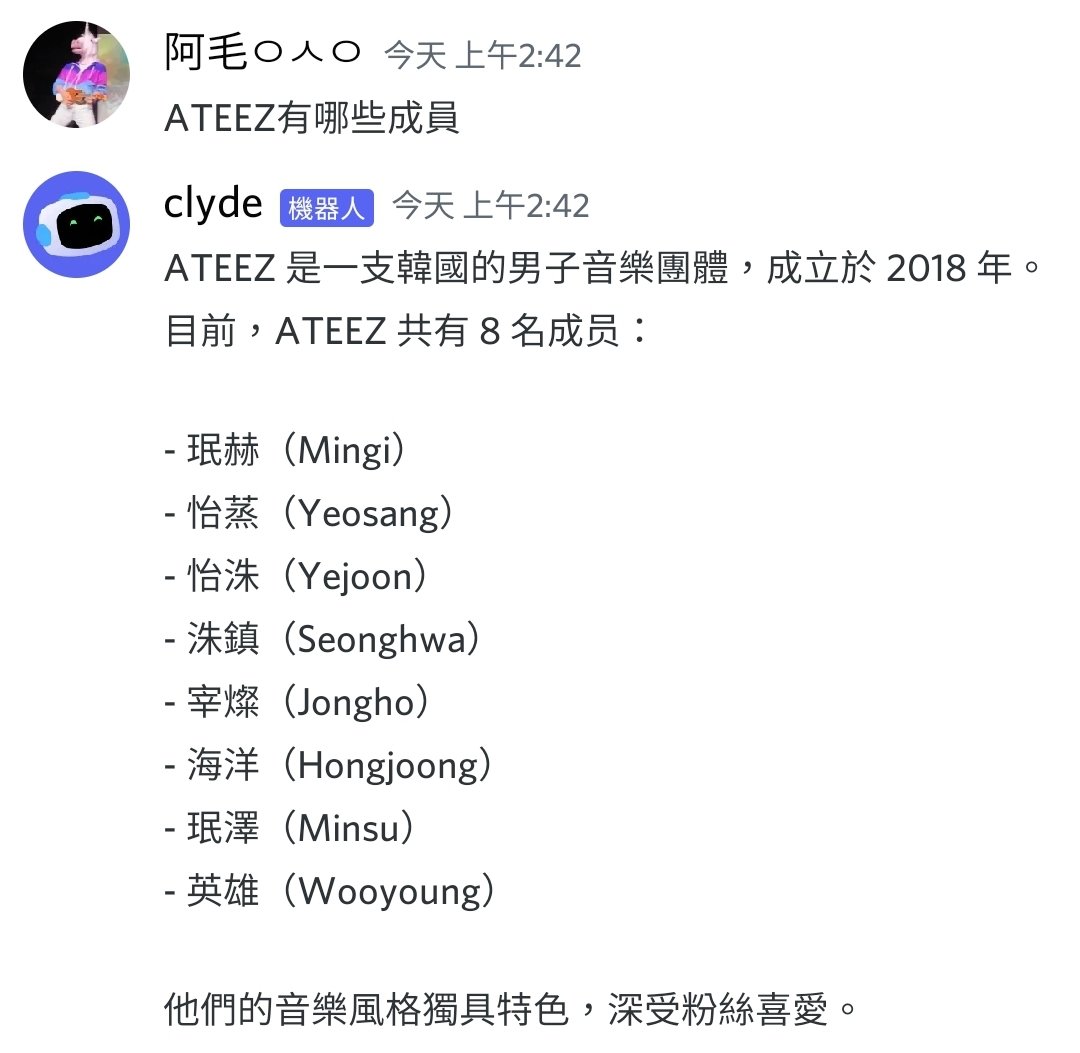 阿毛ㅇㅅㅇ 今天 上午2:42
ATEEZ有哪些成員
clyde 機器人 今天 上午2:42
ATEEZ 是一支韓國的男子音樂團體，成立於 2018 年。
目前，ATEEZ 共有 8 名成员：
- 珉赫（Mingi）
- 怡蒸（Yeosang）
- 怡洙（Yejoon）
- 洙鎮（Seonghwa）
- 宰燦（Jongho）
- 海洋（Hongjoong）
- 珉澤（Minsu）
- 英雄（Wooyoung）
他們的音樂風格獨具特色，深受粉絲喜愛。